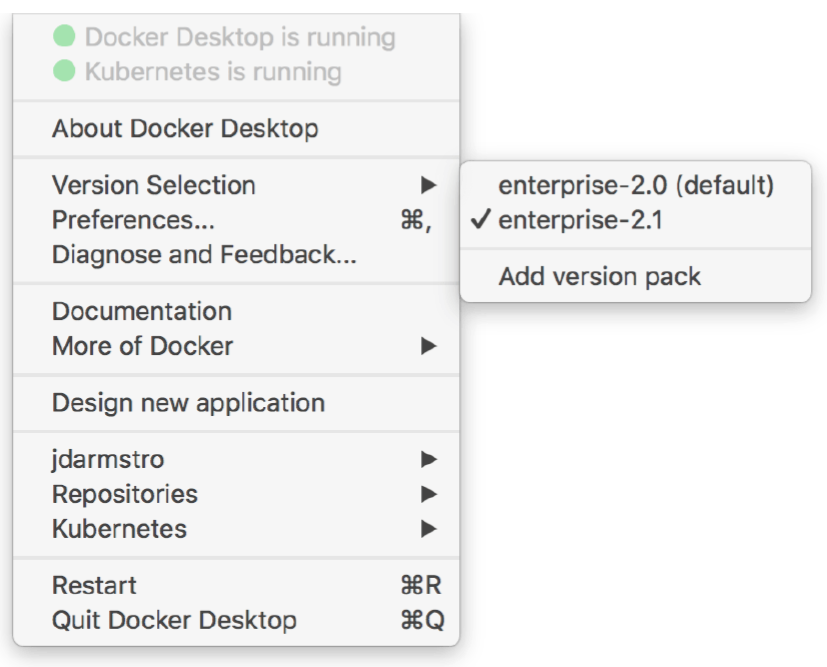 Docker Desktop is running
Kubernetes is running
About Docker Desktop
Version Selection ▶
Preferences... ⌘,
Diagnose and Feedback...
Documentation
More of Docker ▶
Design new application
jdarmstro ▶
Repositories ▶
Kubernetes ▶
Restart ⌘R
Quit Docker Desktop ⌘Q
enterprise-2.0 (default)
✓ enterprise-2.1
Add version pack